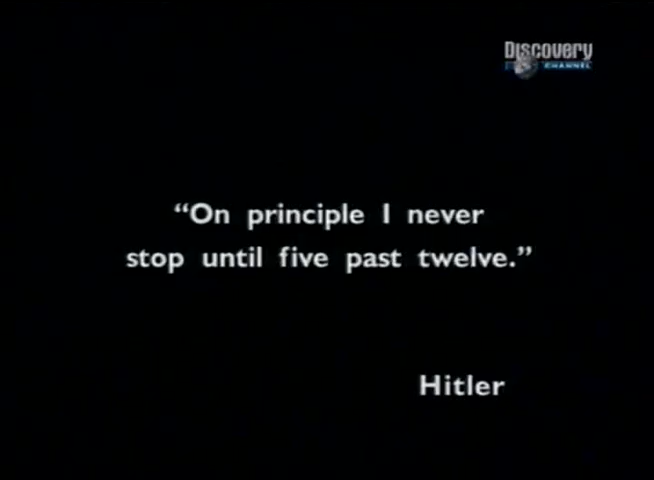 Discovery
CHANNEL
“On principle I never
stop until five past twelve.”
Hitler